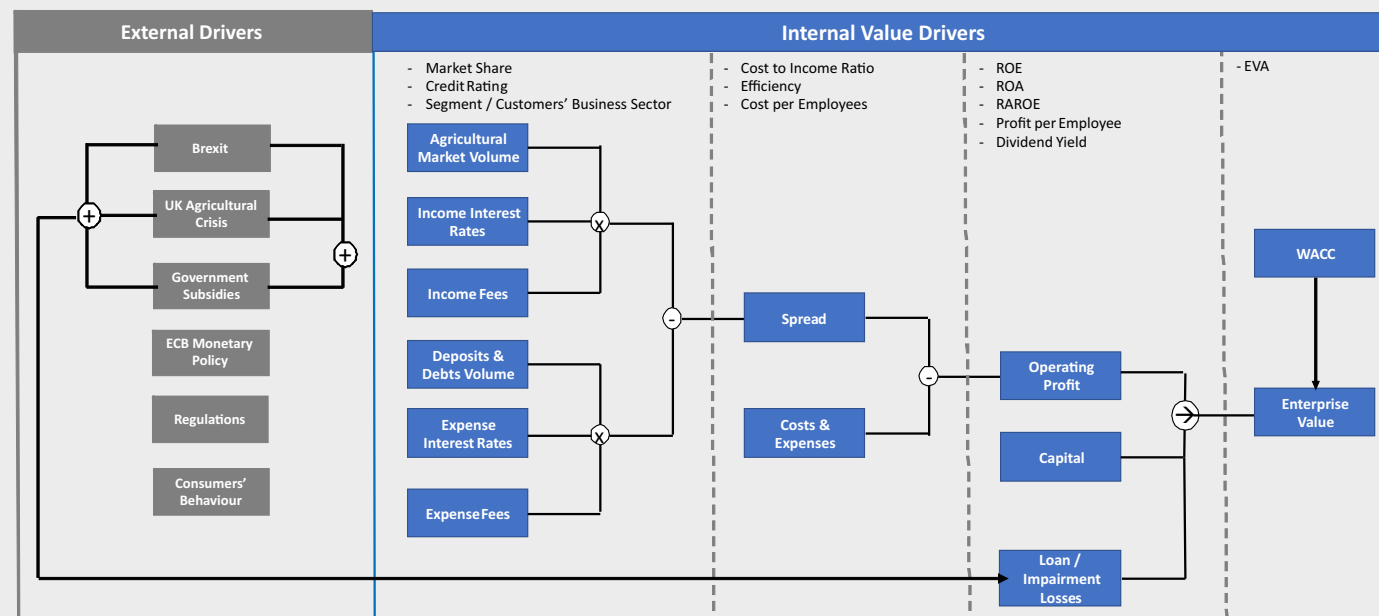 External Drivers
Internal Value Drivers
- Market Share
- Credit Rating
- Segment / Customers' Business Sector
- Cost to Income Ratio
- Efficiency
- Cost per Employees
- ROE
- ROA
- RAROE
- Profit per Employee
- Dividend Yield
- EVA
Brexit
UK Agricultural
Crisis
Government
Subsidies
ECB Monetary
Policy
Regulations
Consumers'
Behaviour
+
+
Agricultural
Market Volume
Income Interest
Rates
Income Fees
Deposits &
Debts Volume
Expense
Interest Rates
Expense Fees
x
x
-
Spread
Costs &
Expenses
-
Operating
Profit
Capital
Loan /
Impairment
Losses
→
WACC
Enterprise
Value